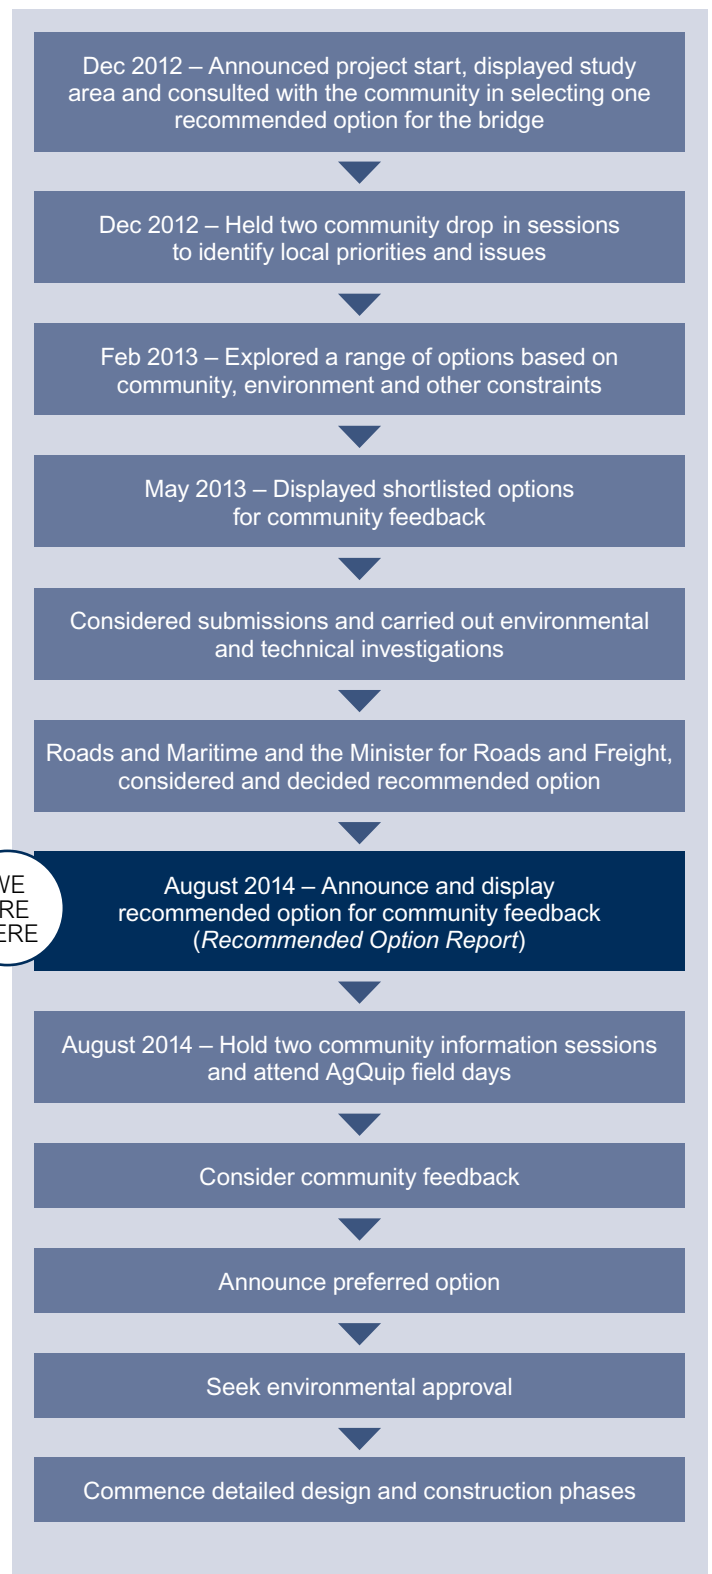 Dec 2012 – Announced project start, displayed study
area and consulted with the community in selecting one
recommended option for the bridge
Dec 2012 – Held two community drop in sessions
to identify local priorities and issues
Feb 2013 – Explored a range of options based on
community, environment and other constraints
May 2013 – Displayed shortlisted options
for community feedback
Considered submissions and carried out environmental
and technical investigations
Roads and Maritime and the Minister for Roads and Freight,
considered and decided recommended option
WE
RE
ERE
August 2014 – Announce and display
recommended option for community feedback
(Recommended Option Report)
August 2014 – Hold two community information sessions
and attend AgQuip field days
Consider community feedback
Announce preferred option
Seek environmental approval
Commence detailed design and construction phases